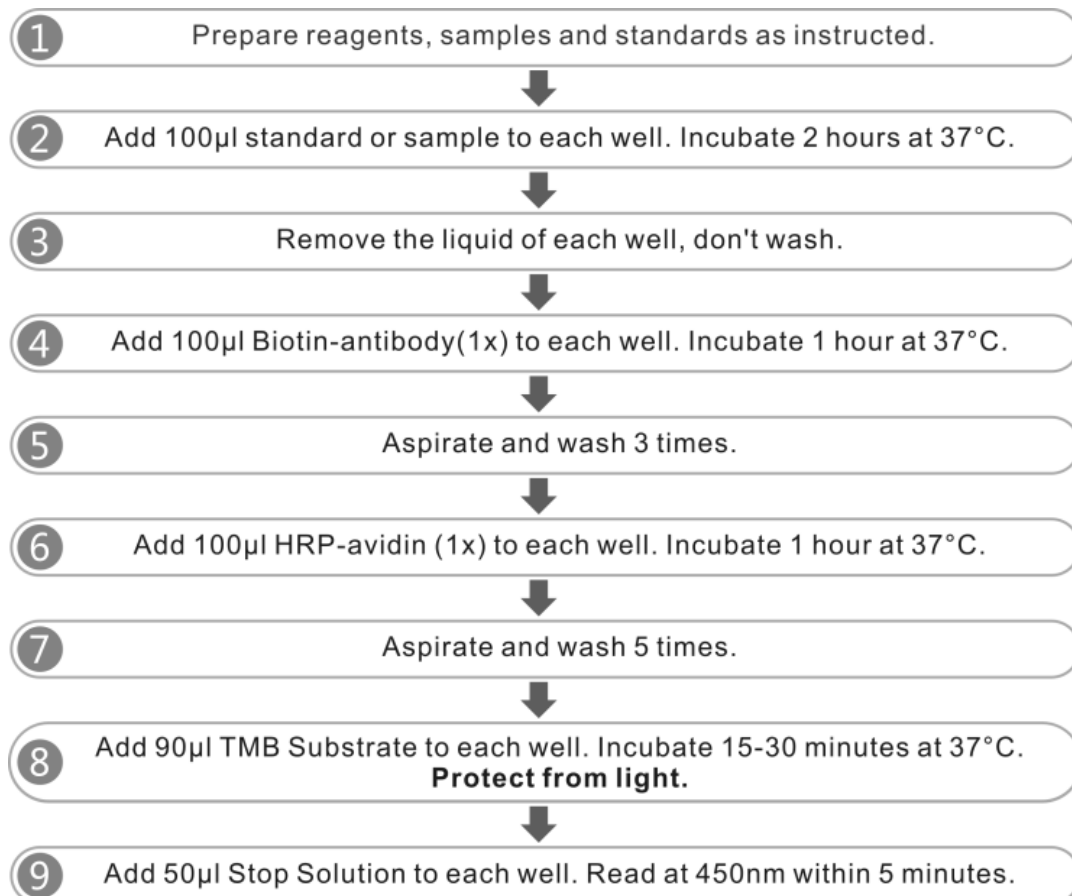 1 Prepare reagents, samples and standards as instructed.
2 Add 100µl standard or sample to each well. Incubate 2 hours at 37°C.
3 Remove the liquid of each well, don't wash.
4 Add 100µl Biotin-antibody(1x) to each well. Incubate 1 hour at 37°C.
5 Aspirate and wash 3 times.
6 Add 100µl HRP-avidin (1x) to each well. Incubate 1 hour at 37°C.
7 Aspirate and wash 5 times.
8 Add 90µl TMB Substrate to each well. Incubate 15-30 minutes at 37°C.
Protect from light.
9 Add 50µl Stop Solution to each well. Read at 450nm within 5 minutes.